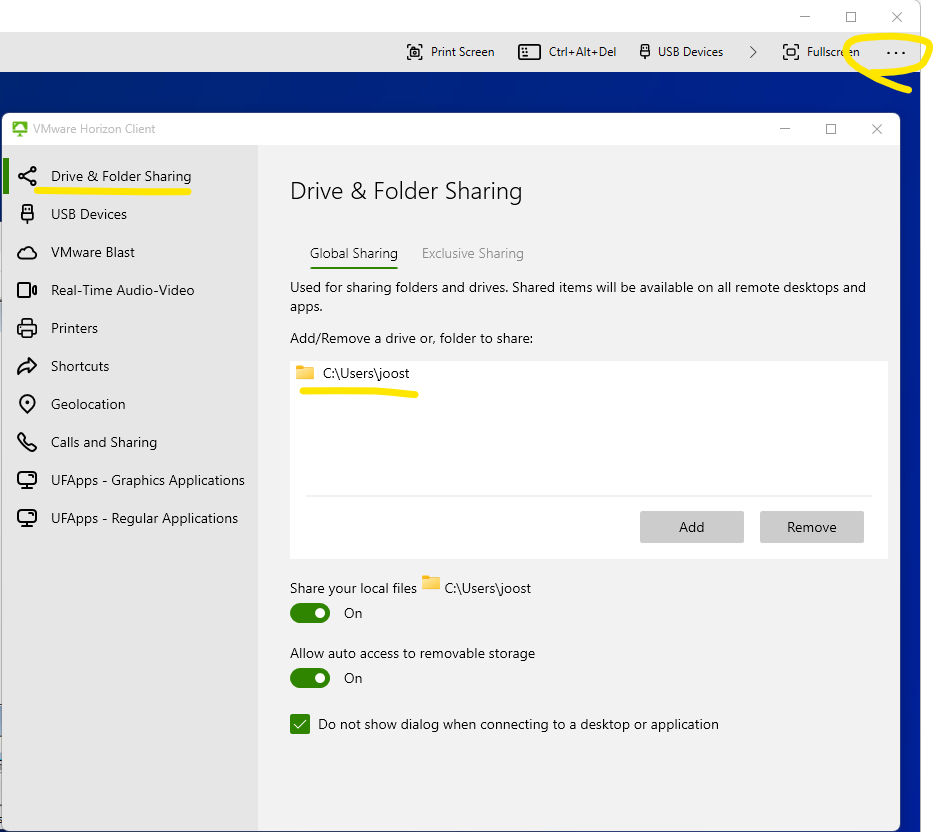 Print Screen
Ctrl+Alt+Del
USB Devices
Fullscreen
VMware Horizon Client
Drive & Folder Sharing
USB Devices
VMware Blast
Real-Time Audio-Video
Printers
Shortcuts
Geolocation
Calls and Sharing
UFApps - Graphics Applications
UFApps - Regular Applications
Drive & Folder Sharing
Global Sharing
Exclusive Sharing
Used for sharing folders and drives. Shared items will be available on all remote desktops and
apps.
Add/Remove a drive or, folder to share:
C:\Users\joost
Add
Remove
Share your local files C:\Users\joost
On
Allow auto access to removable storage
On
Do not show dialog when connecting to a desktop or application